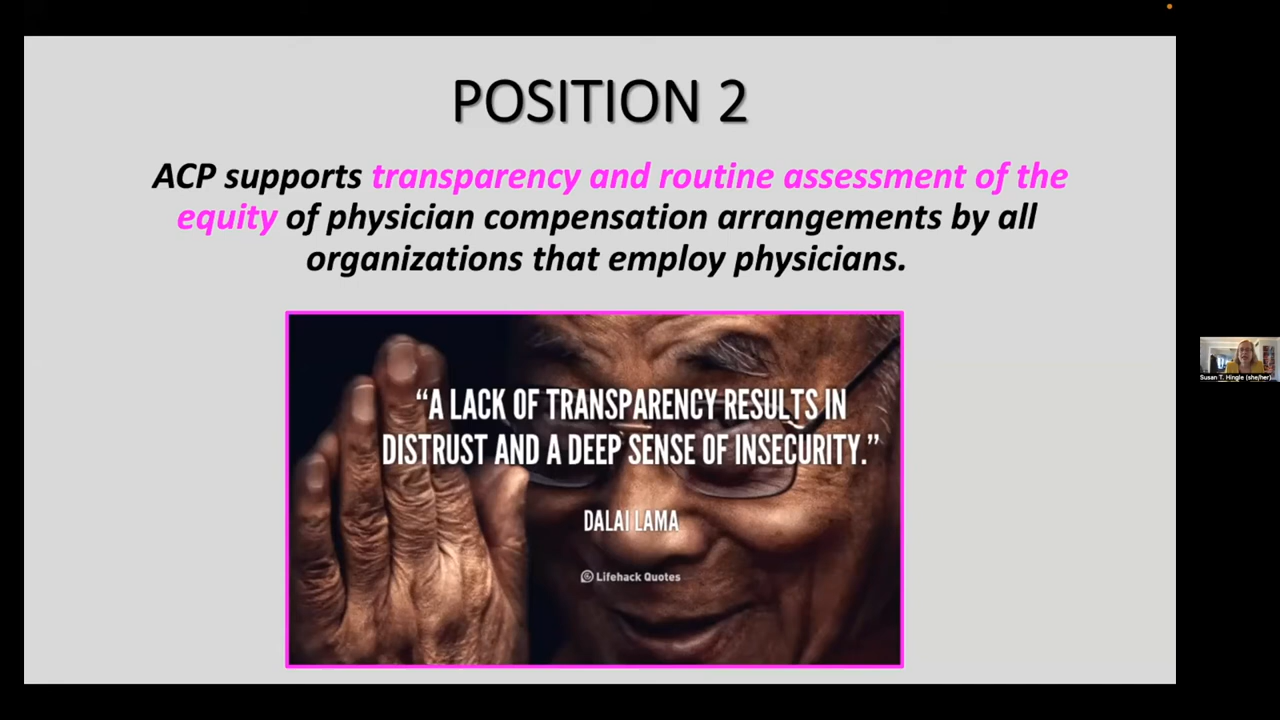 POSITION 2
ACP supports transparency and routine assessment of the
equity of physician compensation arrangements by all
organizations that employ physicians.
“A LACK OF TRANSPARENCY RESULTS IN
DISTRUST AND A DEEP SENSE OF INSECURITY.”
DALAI LAMA
Lifehack Quotes
Susan T. Hingle (she/her)